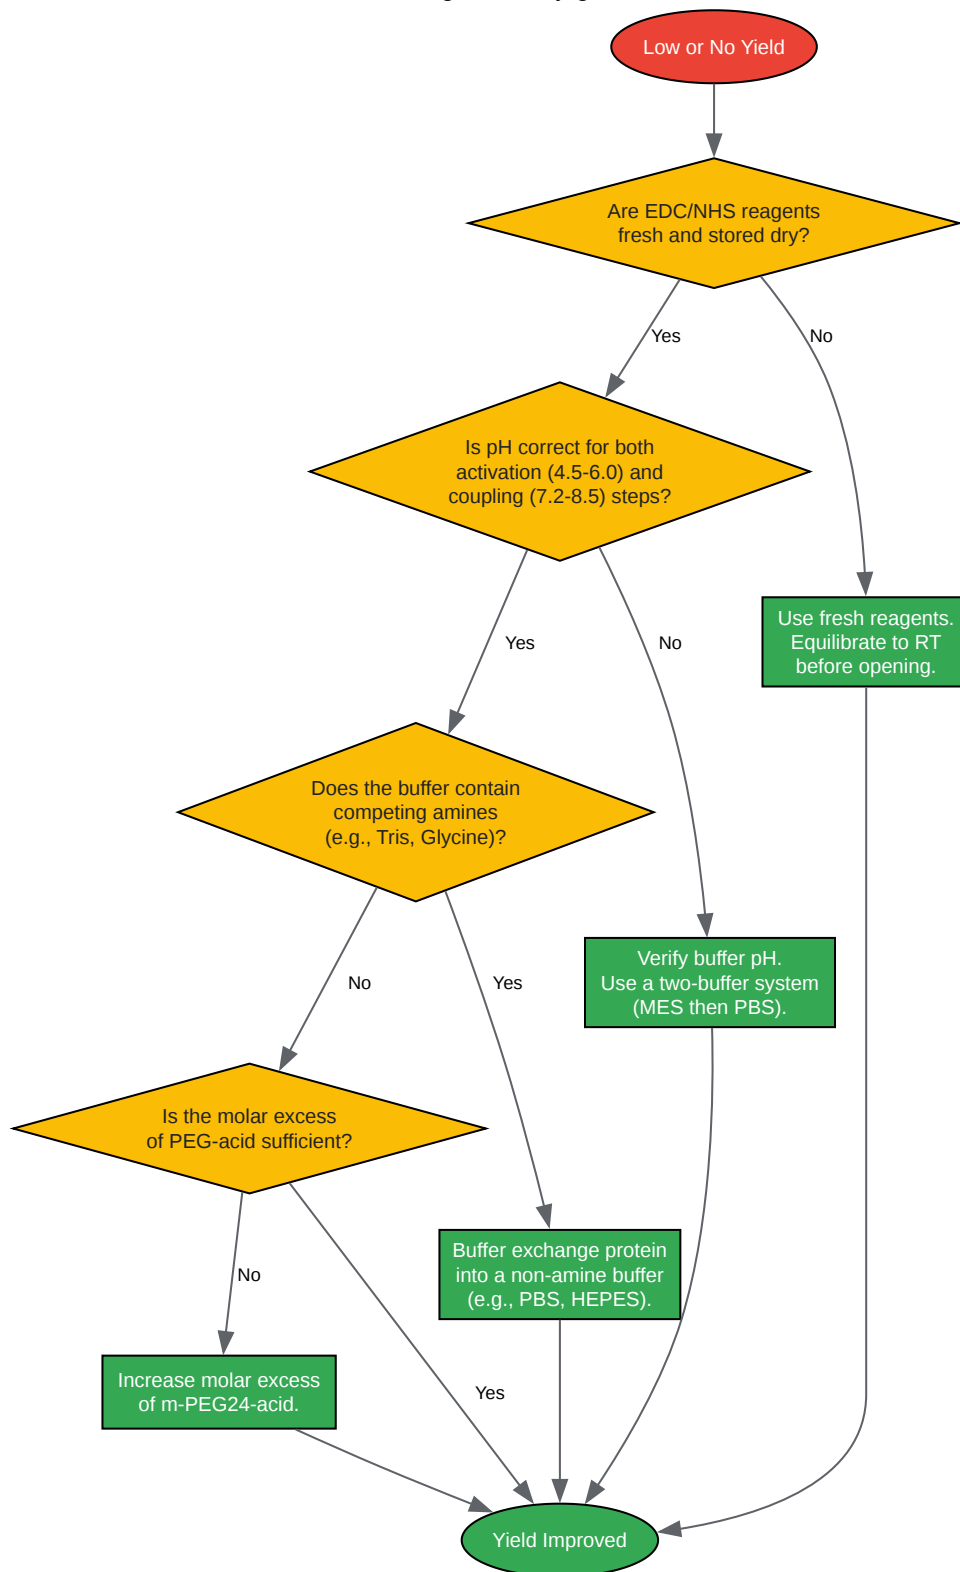 Low or No Yield
Are EDC/NHS reagents
fresh and stored dry?
Yes
No
Is pH correct for both
activation (4.5-6.0) and
coupling (7.2-8.5) steps?
Use fresh reagents.
Equilibrate to RT
before opening.
Yes
No
Does the buffer contain
competing amines
(e.g., Tris, Glycine)?
Verify buffer pH.
Use a two-buffer system
(MES then PBS).
No
Yes
Is the molar excess
of PEG-acid sufficient?
Buffer exchange protein
into a non-amine buffer
(e.g., PBS, HEPES).
No
Increase molar excess
of m-PEG24-acid.
Yes
Yield Improved